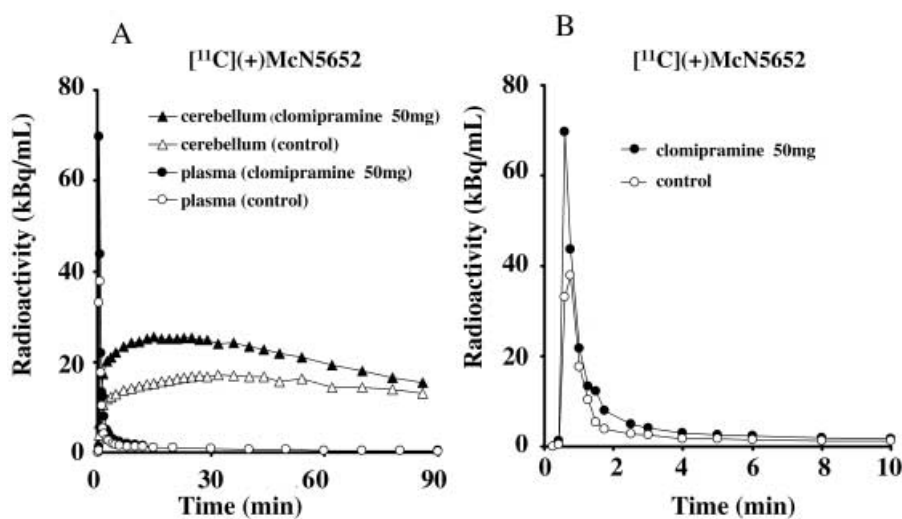 A
[¹¹C](+)McN5652
80
60
40
20
0
Radioactivity (kBq/mL)
cerebellum (clomipramine 50mg)
cerebellum (control)
plasma (clomipramine 50mg)
plasma (control)
0 30 60 90
Time (min)
B
[¹¹C](+)McN5652
80
60
40
20
0
Radioactivity (kBq/mL)
clomipramine 50mg
control
0 2 4 6 8 10
Time (min)